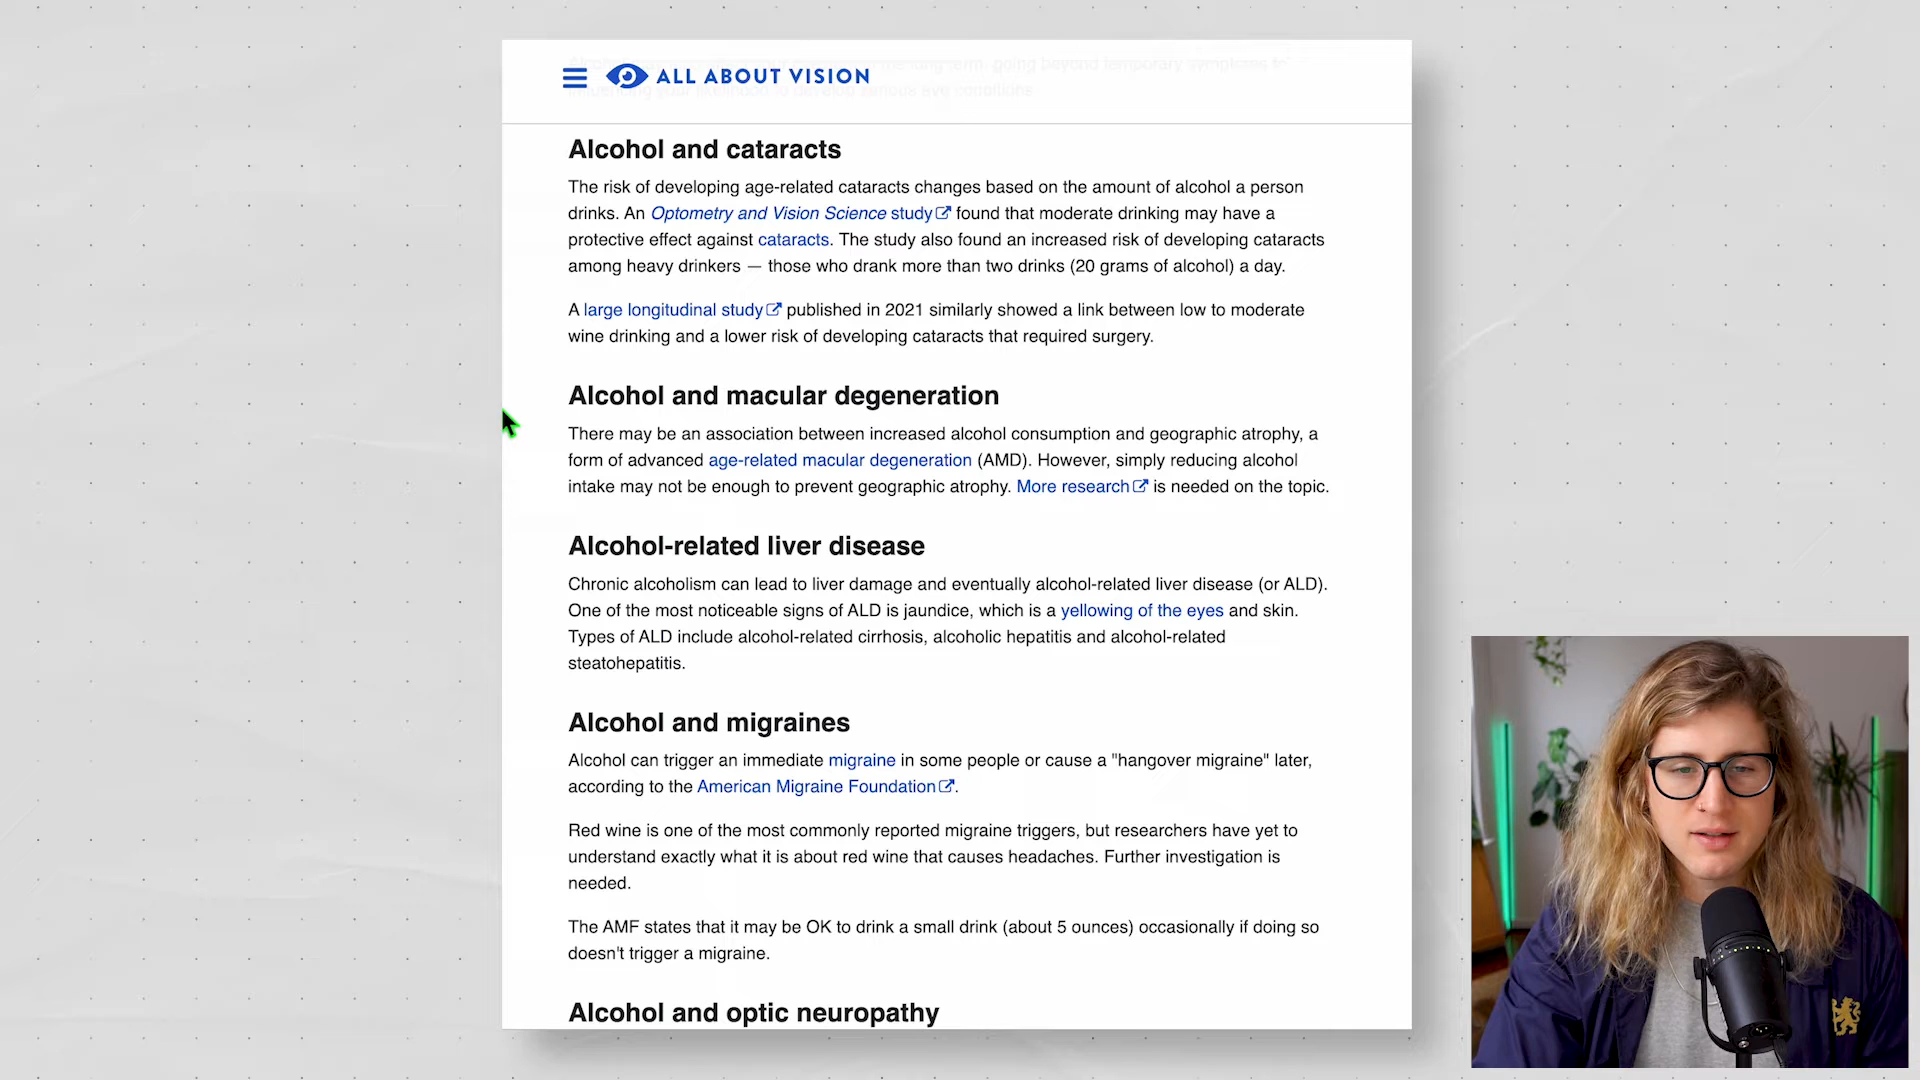 ALL ABOUT VISION
Alcohol and cataracts
The risk of developing age-related cataracts changes based on the amount of alcohol a person
drinks. An Optometry and Vision Science study found that moderate drinking may have a
protective effect against cataracts. The study also found an increased risk of developing cataracts
among heavy drinkers — those who drank more than two drinks (20 grams of alcohol) a day.
A large longitudinal study published in 2021 similarly showed a link between low to moderate
wine drinking and a lower risk of developing cataracts that required surgery.
Alcohol and macular degeneration
There may be an association between increased alcohol consumption and geographic atrophy, a
form of advanced age-related macular degeneration (AMD). However, simply reducing alcohol
intake may not be enough to prevent geographic atrophy. More research is needed on the topic.
Alcohol-related liver disease
Chronic alcoholism can lead to liver damage and eventually alcohol-related liver disease (or ALD).
One of the most noticeable signs of ALD is jaundice, which is a yellowing of the eyes and skin.
Types of ALD include alcohol-related cirrhosis, alcoholic hepatitis and alcohol-related
steatohepatitis.
Alcohol and migraines
Alcohol can trigger an immediate migraine in some people or cause a "hangover migraine" later,
according to the American Migraine Foundation.
Red wine is one of the most commonly reported migraine triggers, but researchers have yet to
understand exactly what it is about red wine that causes headaches. Further investigation is
needed.
The AMF states that it may be OK to drink a small drink (about 5 ounces) occasionally if doing so
doesn't trigger a migraine.
Alcohol and optic neuropathy